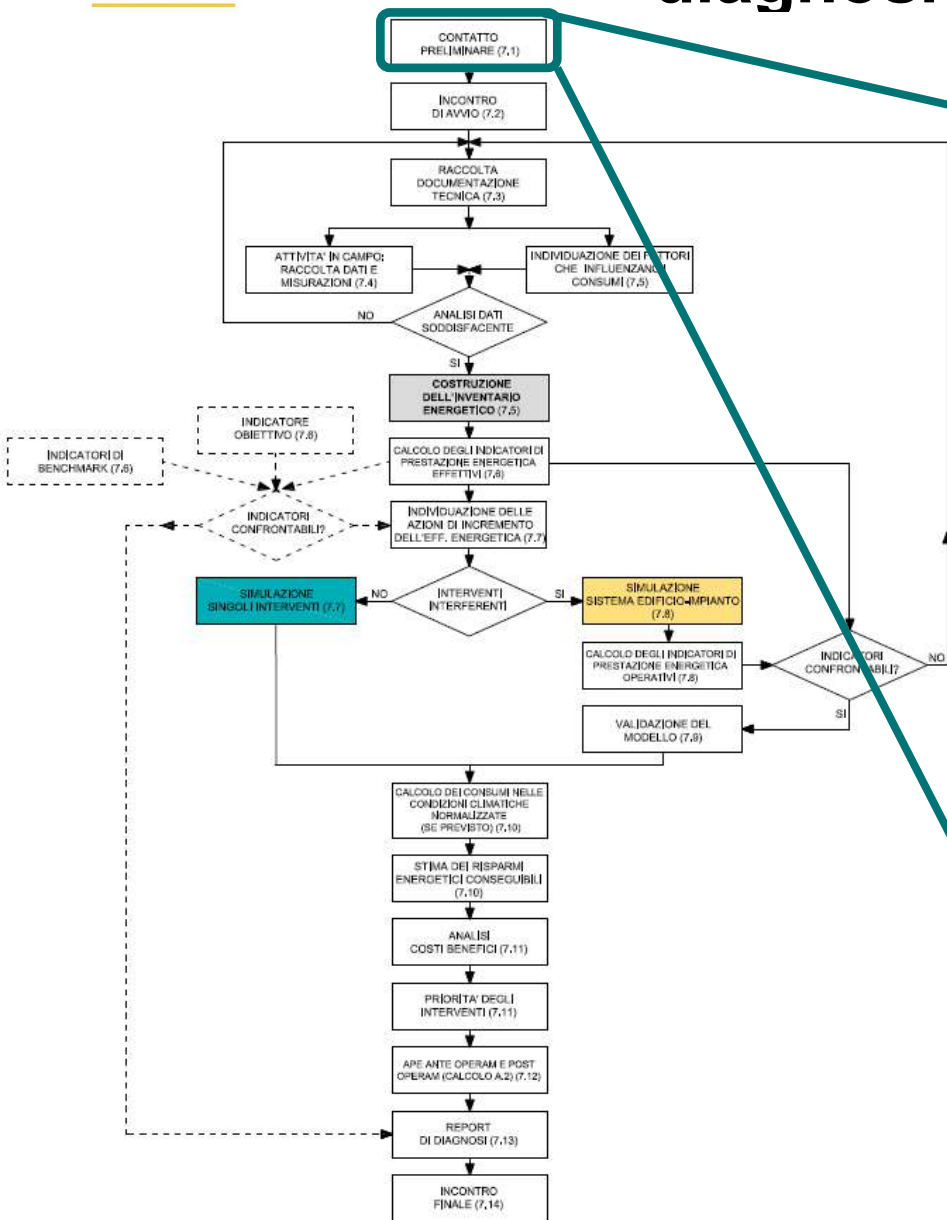 diagnosi
CONTATTO
PRELIMINARE (7.1)
INCONTRO
DI AVVIO (7.2)
RACCOLTA
DOCUMENTAZIONE
TECNICA (7.3)
ATTIVITA' IN CAMPO:
RACCOLTA DATI E
MISURAZIONI (7.4)
INDIVIDUAZIONE DEI FATTORI
CHE INFLUENZANO I
CONSUMI (7.5)
NO
ANALISI DATI
SODDISFACENTE
SI
COSTRUZIONE
DELL'INVENTARIO
ENERGETICO (7.5)
INDICATORE
OBIETTIVO (7.6)
INDICATORI DI
BENCHMARK (7.6)
CALCOLO DEGLI INDICATORI DI
PRESTAZIONE ENERGETICA
EFFETTIVI (7.6)
INDICATORI
CONFRONTABILI?
INDIVIDUAZIONE DELLE
AZIONI DI INCREMENTO
DELL'EFF. ENERGETICA (7.7)
SIMULAZIONE
SINGOLI INTERVENTI (7.7)
NO
INTERVENTI
INTERFERENTI
SI
SIMULAZIONE
SISTEMA EDIFICIO-IMPIANTO
(7.8)
CALCOLO DEGLI INDICATORI DI
PRESTAZIONE ENERGETICA
OPERATIVI (7.8)
INDICATORI
CONFRONTABILI?
NO
SI
VALIDAZIONE DEL
MODELLO (7.9)
CALCOLO DEI CONSUMI NELLE
CONDIZIONI CLIMATICHE
NORMALIZZATE
(SE PREVISTO) (7.10)
STIMA DEI RISPARMI
ENERGETICI CONSEGUIBILI
(7.10)
ANALISI
COSTI BENEFICI (7.11)
PRIORITA' DEGLI
INTERVENTI (7.11)
APE ANTE OPERAM E POST
OPERAM (CALCOLO A.2) (7.12)
REPORT
DI DIAGNOSI (7.13)
INCONTRO
FINALE (7.14)